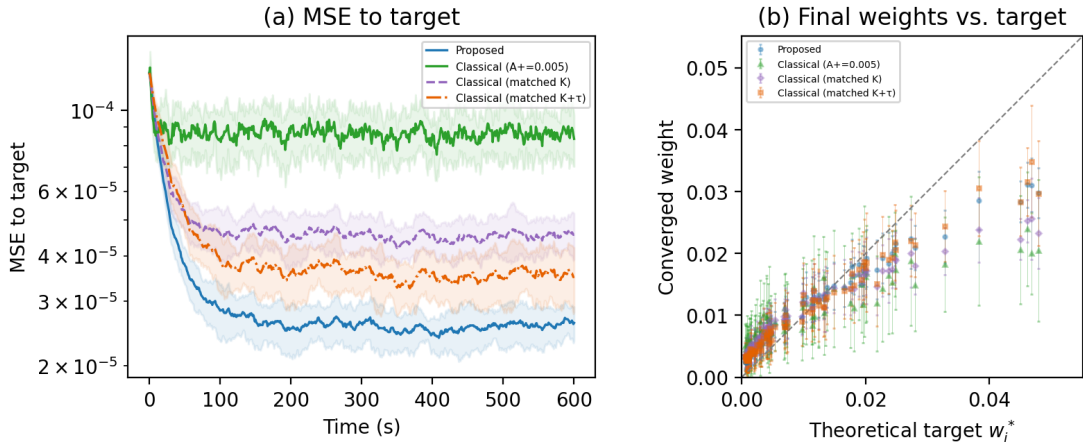 (a) MSE to target
MSE to target
10⁻⁴
6 × 10⁻⁵
4 × 10⁻⁵
3 × 10⁻⁵
2 × 10⁻⁵
Proposed
Classical (A+=0.005)
Classical (matched K)
Classical (matched K+τ)
0 100 200 300 400 500 600
Time (s)
(b) Final weights vs. target
Converged weight
0.05
0.04
0.03
0.02
0.01
0.00
Proposed
Classical (A+=0.005)
Classical (matched K)
Classical (matched K+τ)
0.00 0.02 0.04
Theoretical target wᵢ*